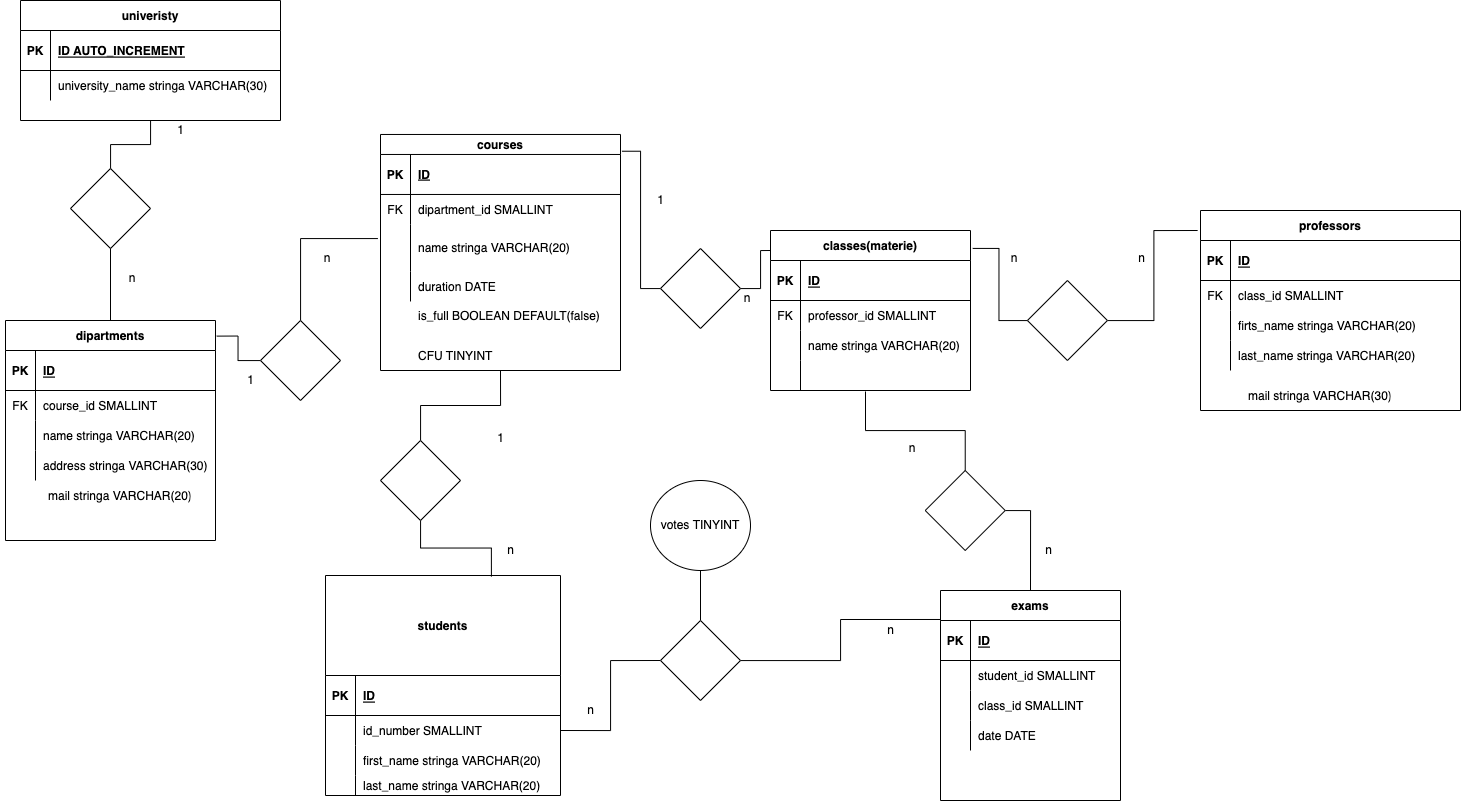 univeristy
PK ID AUTO_INCREMENT
university_name stringa VARCHAR(30)
1
n
dipartments
PK ID
FK course_id SMALLINT
name stringa VARCHAR(20)
address stringa VARCHAR(30)
mail stringa VARCHAR(20)
1
n
courses
PK ID
FK dipartment_id SMALLINT
name stringa VARCHAR(20)
duration DATE
is_full BOOLEAN DEFAULT(false)
CFU TINYINT
1
n
classes(materie)
PK ID
FK professor_id SMALLINT
name stringa VARCHAR(20)
n
n
professors
PK ID
FK class_id SMALLINT
firts_name stringa VARCHAR(20)
last_name stringa VARCHAR(20)
mail stringa VARCHAR(30)
1
n
students
PK ID
id_number SMALLINT
first_name stringa VARCHAR(20)
last_name stringa VARCHAR(20)
n
votes TINYINT
n
n
n
exams
PK ID
student_id SMALLINT
class_id SMALLINT
date DATE